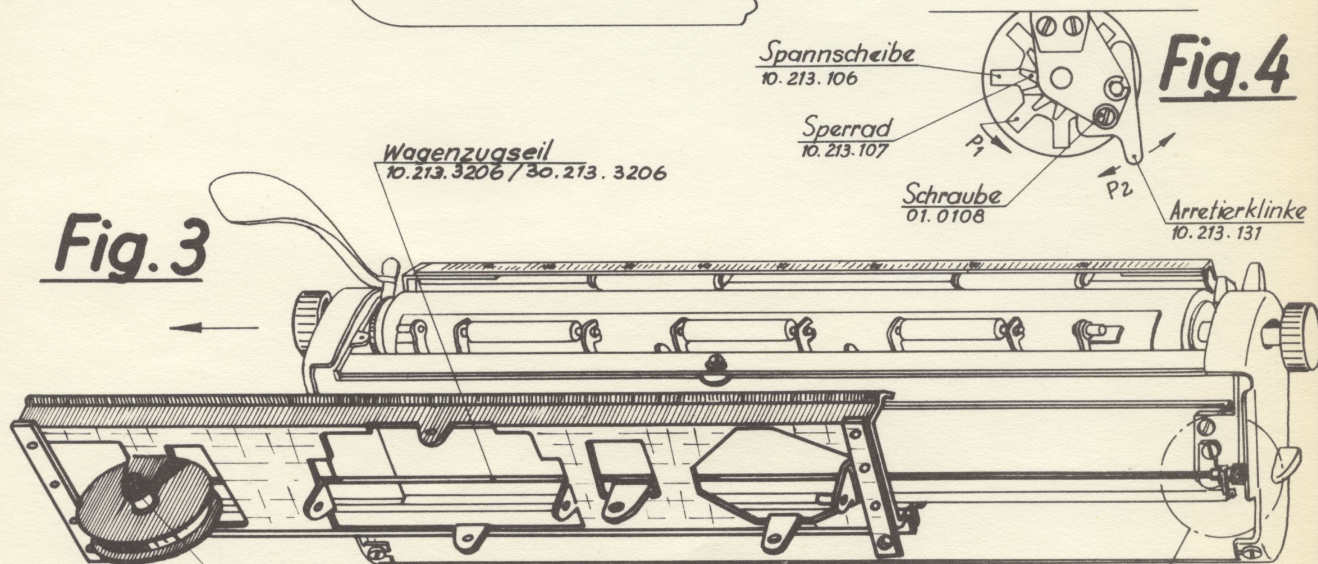 Spannscheibe
10.213.106
Fig.4
Sperrad
10.213.107
P1
Schraube
01.0108
P2
Arretierklinke
10.213.131
Wagenzugseil
10.213.3206/30.213.3206
Fig.3